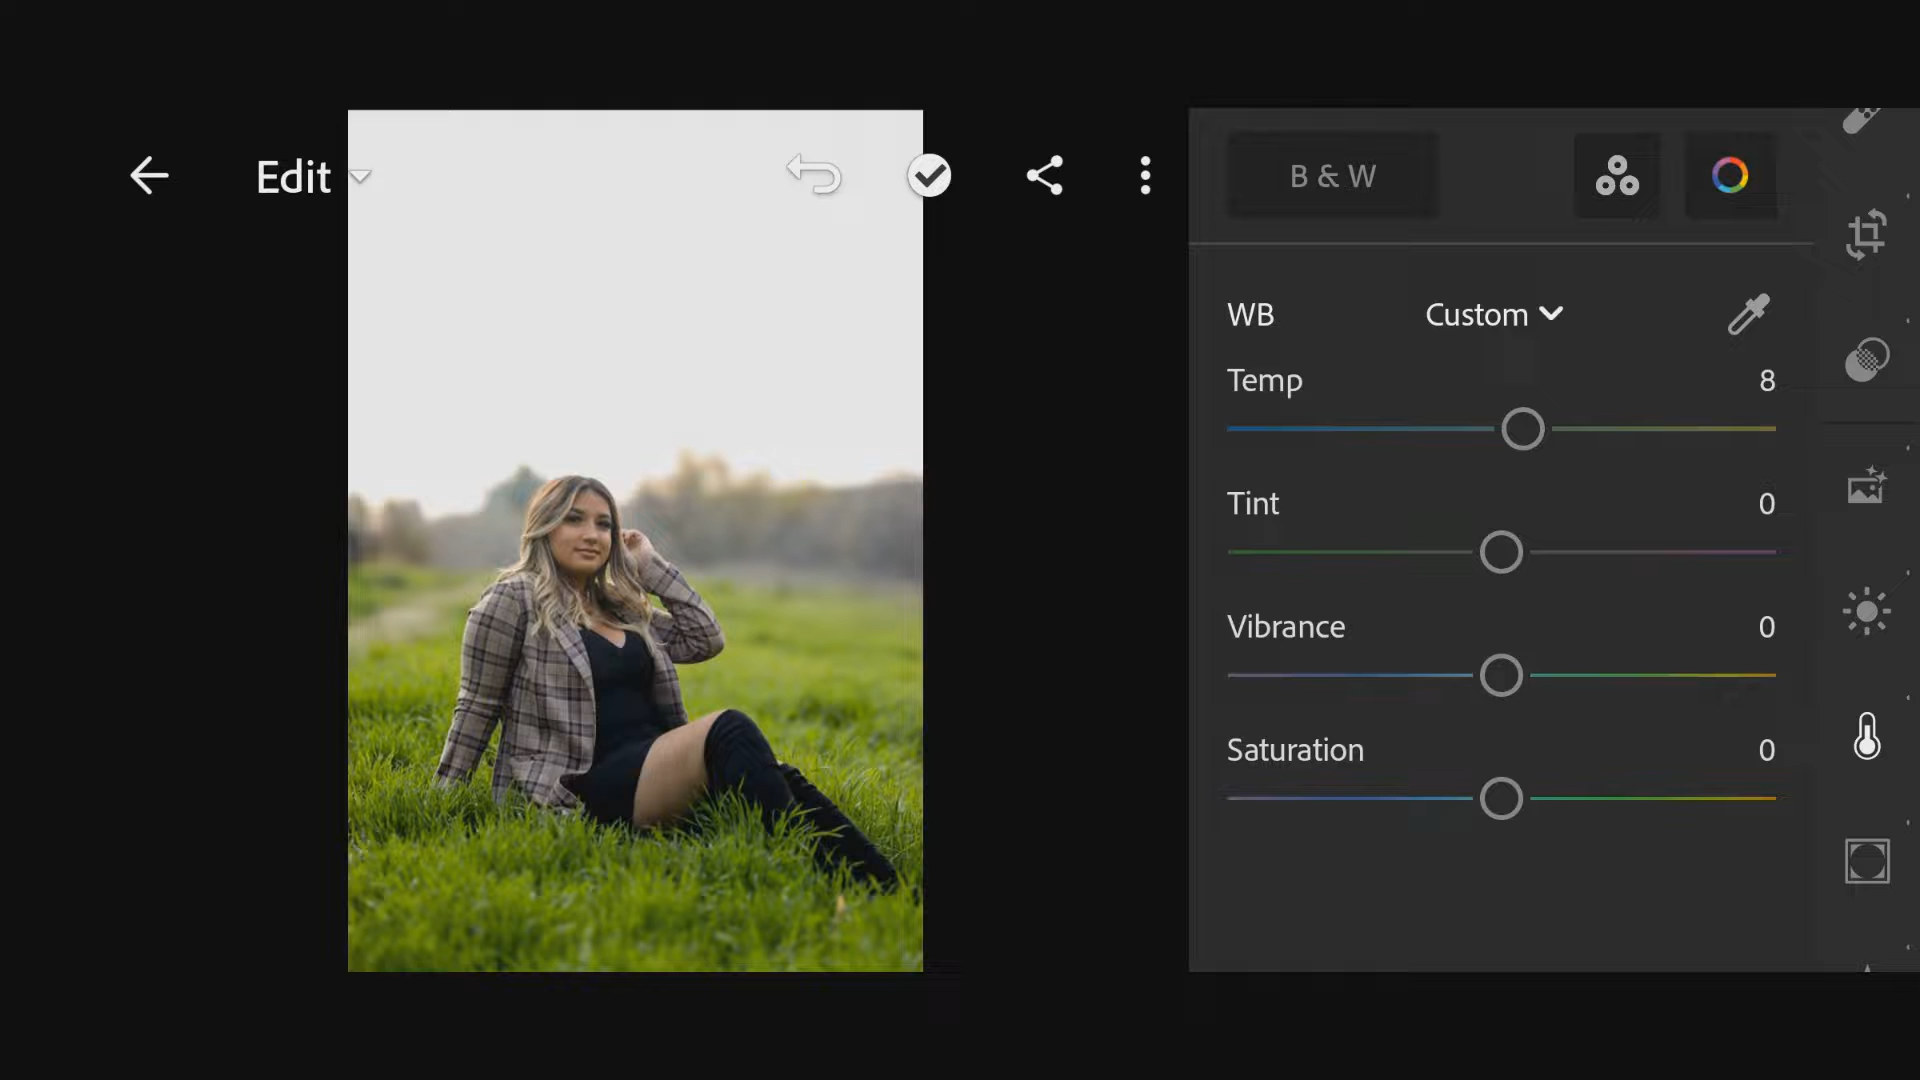 Edit
B & W
WB Custom
Temp 8
Tint 0
Vibrance 0
Saturation 0